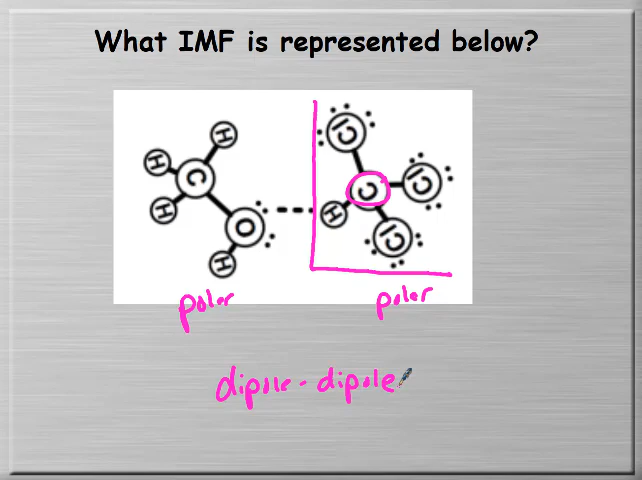 What IMF is represented below?
H
H
C
H
O
H
Cl
Cl
C
H
Cl
polar
polar
dipole - dipole